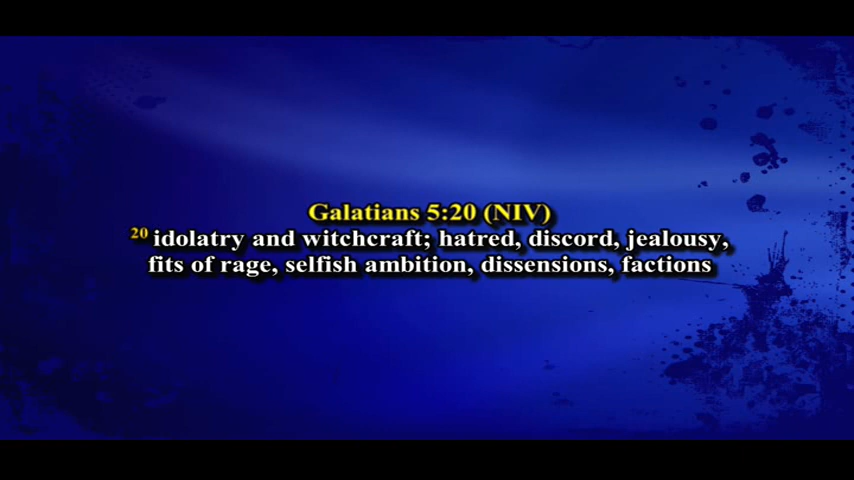 Galatians 5:20 (NIV)
20 idolatry and witchcraft; hatred, discord, jealousy,
fits of rage, selfish ambition, dissensions, factions